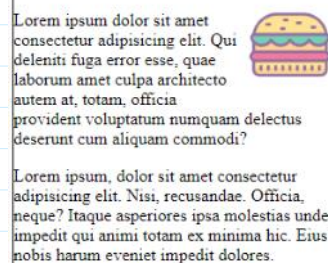 Lorem ipsum dolor sit amet
consectetur adipisicing elit. Qui
deleniti fuga error esse, quae
laborum amet culpa architecto
autem at, totam, officia
provident voluptatum numquam delectus
deserunt cum aliquam commodi?
Lorem ipsum, dolor sit amet consectetur
adipisicing elit. Nisi, recusandae. Officia,
neque? Itaque asperiores ipsa molestias unde
impedit qui animi totam ex minima hic. Eius
nobis harum eveniet impedit dolores.